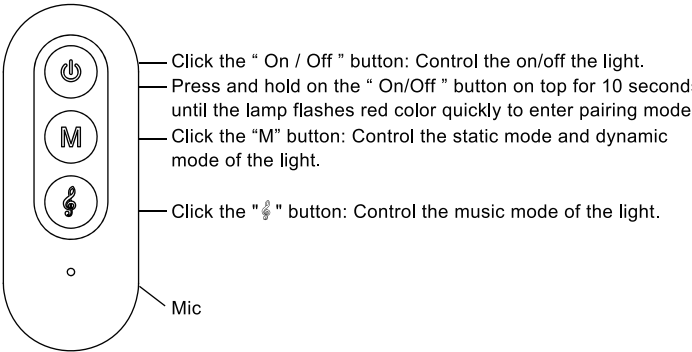 Click the “ On / Off ” button: Control the on/off the light.
Press and hold on the “ On/Off ” button on top for 10 seconds
until the lamp flashes red color quickly to enter pairing mode
M
Click the “M” button: Control the static mode and dynamic
mode of the light.
Click the "𝄞" button: Control the music mode of the light.
Mic